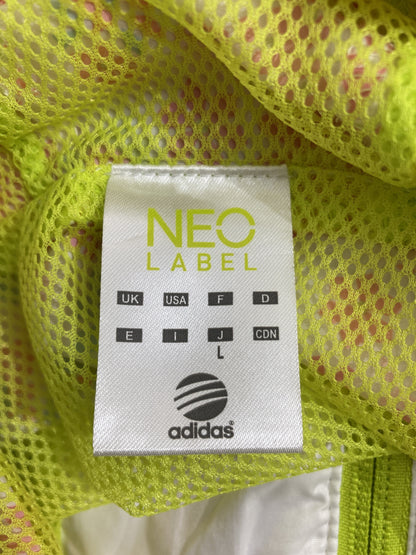 NEO
LABEL
UK USA F D
E I J CDN
L
adidas®